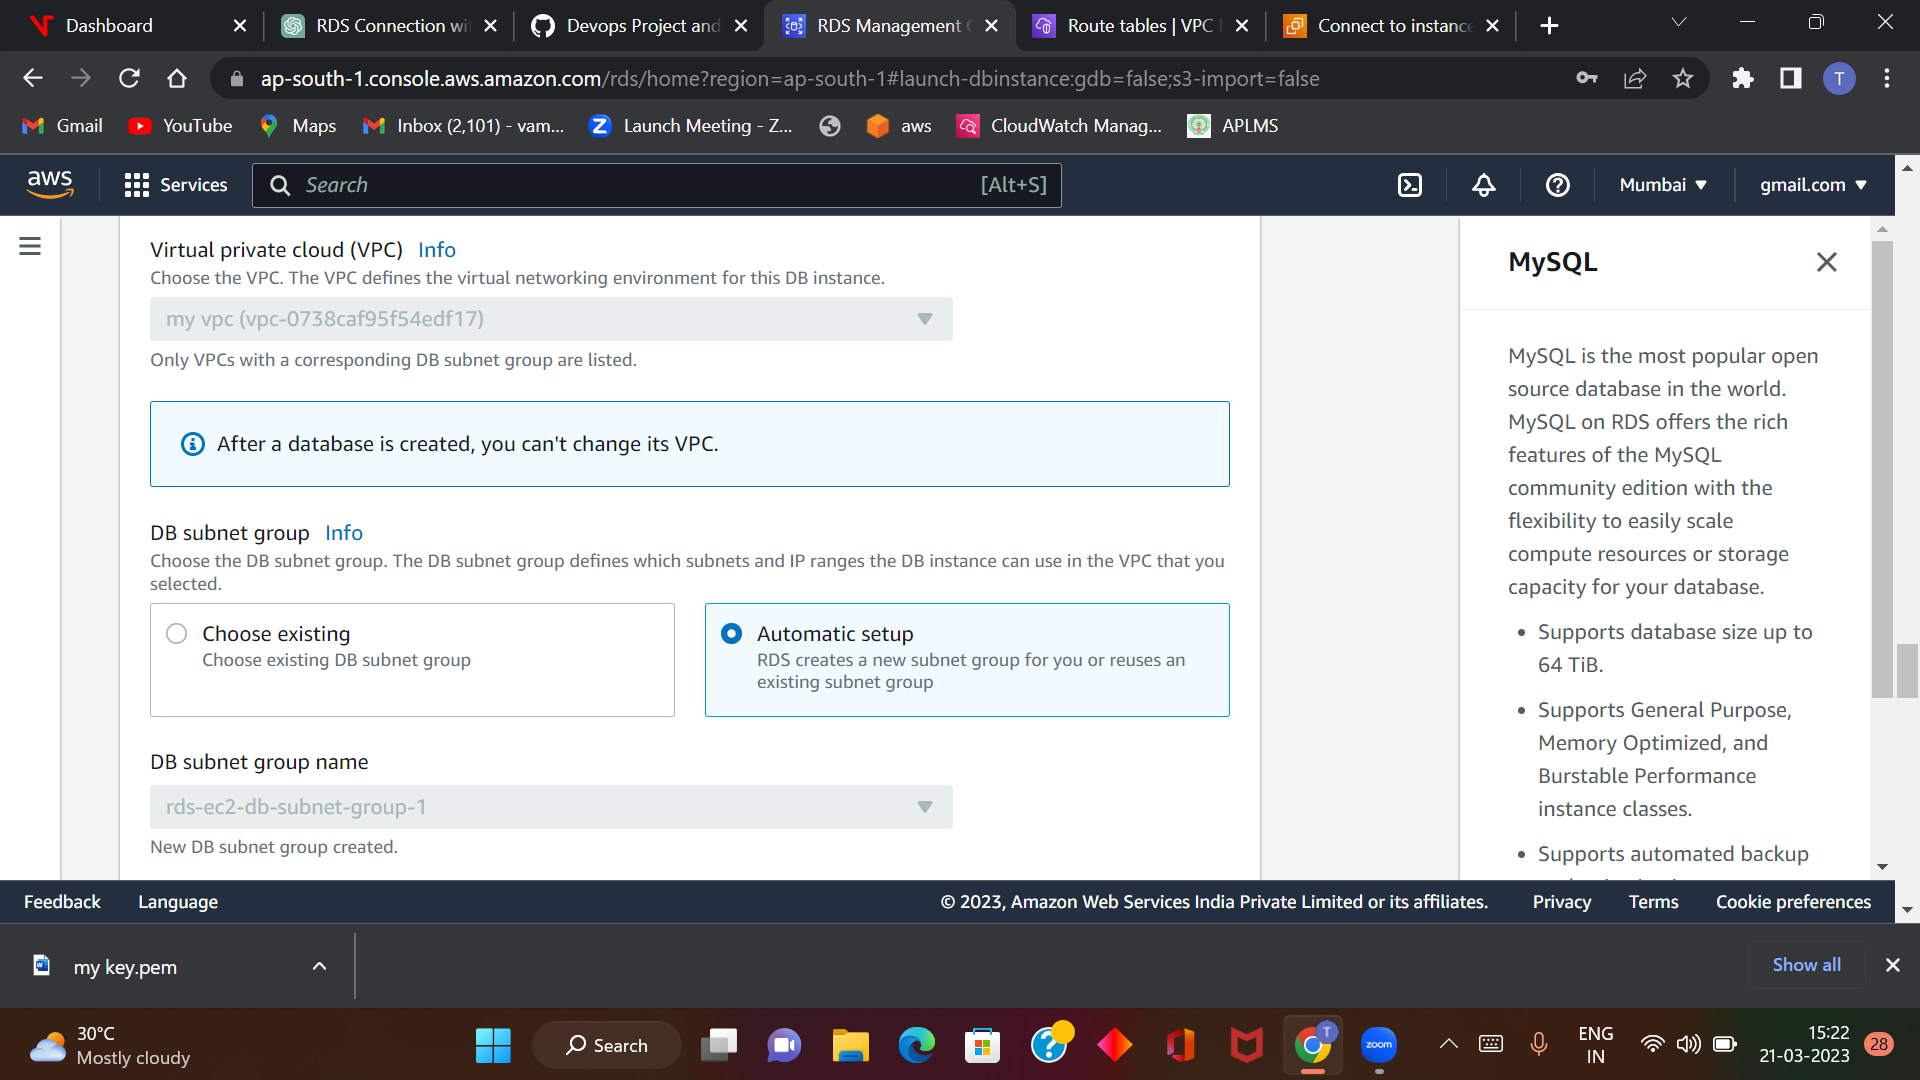 Dashboard
RDS Connection wi
Devops Project and
RDS Management
Route tables | VPC
Connect to instance
ap-south-1.console.aws.amazon.com/rds/home?region=ap-south-1#launch-dbinstance:gdb=false;s3-import=false
T
Gmail
YouTube
Maps
Inbox (2,101) - vam...
Launch Meeting - Z...
aws
CloudWatch Manag...
APLMS
aws
Services
Search
[Alt+S]
Mumbai
gmail.com
Virtual private cloud (VPC) Info
Choose the VPC. The VPC defines the virtual networking environment for this DB instance.
my vpc (vpc-0738caf95f54edf17)
Only VPCs with a corresponding DB subnet group are listed.
After a database is created, you can't change its VPC.
DB subnet group Info
Choose the DB subnet group. The DB subnet group defines which subnets and IP ranges the DB instance can use in the VPC that you
selected.
Choose existing
Choose existing DB subnet group
Automatic setup
RDS creates a new subnet group for you or reuses an
existing subnet group
DB subnet group name
rds-ec2-db-subnet-group-1
New DB subnet group created.
MySQL
MySQL is the most popular open
source database in the world.
MySQL on RDS offers the rich
features of the MySQL
community edition with the
flexibility to easily scale
compute resources or storage
capacity for your database.
• Supports database size up to
64 TiB.
• Supports General Purpose,
Memory Optimized, and
Burstable Performance
instance classes.
• Supports automated backup
Feedback
Language
© 2023, Amazon Web Services India Private Limited or its affiliates.
Privacy
Terms
Cookie preferences
my key.pem
Show all
30°C
Mostly cloudy
Search
T
zoom
ENG
IN
15:22
21-03-2023
28